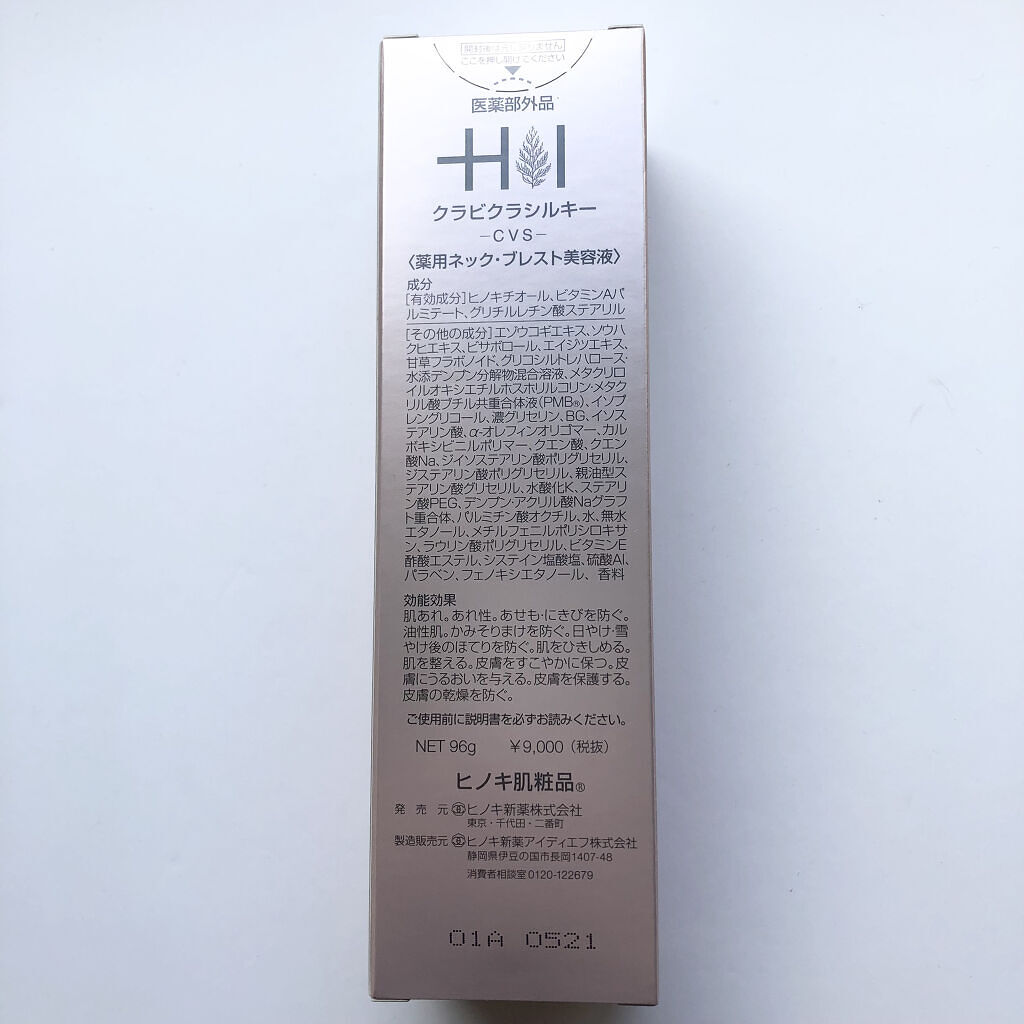 開封後は元に戻りません
ここを押し開けてください
医薬部外品
HI
クラビクラシルキー
－CVS－
〈薬用ネック・ブレスト美容液〉
成分
[有効成分]ヒノキチオール、ビタミンAパ
ルミテート、グリチルレチン酸ステアリル
[その他の成分]エゾウコギエキス、ソウハ
クヒエキス、ビサボロール、エイジツエキス、
甘草フラボノイド、グリコシルトレハロース・
水添デンプン分解物混合溶液、メタクリロ
イルオキシエチルホスホリルコリン・メタク
リル酸ブチル共重合体液(PMB®)、イソプ
レングリコール、濃グリセリン、BG、イソス
テアリン酸、α-オレフィンオリゴマー、カル
ボキシビニルポリマー、クエン酸、クエン
酸Na、ジイソステアリン酸ポリグリセリル、
ジステアリン酸ポリグリセリル、親油型ス
テアリン酸グリセリル、水酸化K、ステアリ
ン酸PEG、デンプン・アクリル酸Naグラフ
ト重合体、パルミチン酸オクチル、水、無水
エタノール、メチルフェニルポリシロキサ
ン、ラウリン酸ポリグリセリル、ビタミンE
酢酸エステル、システイン塩酸塩、硫酸Al、
パラベン、フェノキシエタノール、香料
効能効果
肌あれ。あれ性。あせも・にきびを防ぐ。
油性肌。かみそりまけを防ぐ。日やけ・雪
やけ後のほてりを防ぐ。肌をひきしめる。
肌を整える。皮膚をすこやかに保つ。皮
膚にうるおいを与える。皮膚を保護する。
皮膚の乾燥を防ぐ。
ご使用前に説明書を必ずお読みください。
NET 96g ￥9,000（税抜）
ヒノキ肌粧品®
発売元 ヒノキ新薬株式会社
東京・千代田・二番町
製造販売元 ヒノキ新薬アイディエフ株式会社
静岡県伊豆の国市長岡1407-48
消費者相談室0120-122679
01A 0521